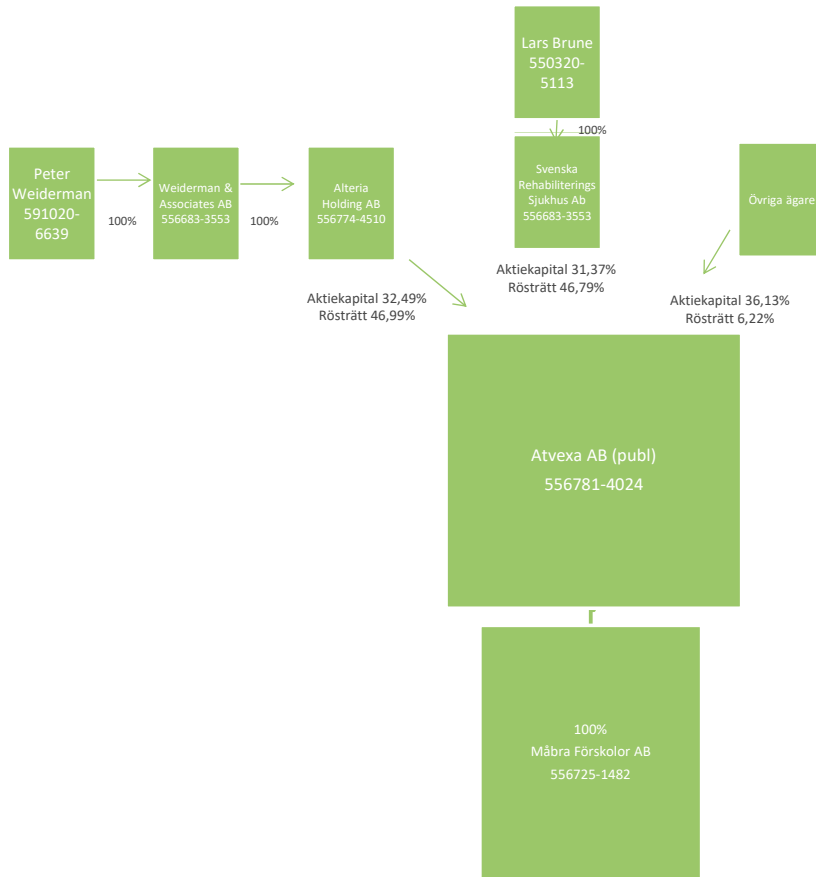 Lars Brune
550320-
5113
100%
Peter
Weiderman
591020-
6639
100%
Weiderman &
Associates AB
556683-3553
100%
Alteria
Holding AB
556774-4510
Svenska
Rehabiliterings
Sjukhus Ab
556683-3553
Övriga ägare
Aktiekapital 32,49%
Rösträtt 46,99%
Aktiekapital 31,37%
Rösträtt 46,79%
Aktiekapital 36,13%
Rösträtt 6,22%
Atvexa AB (publ)
556781-4024
100%
Måbra Förskolor AB
556725-1482